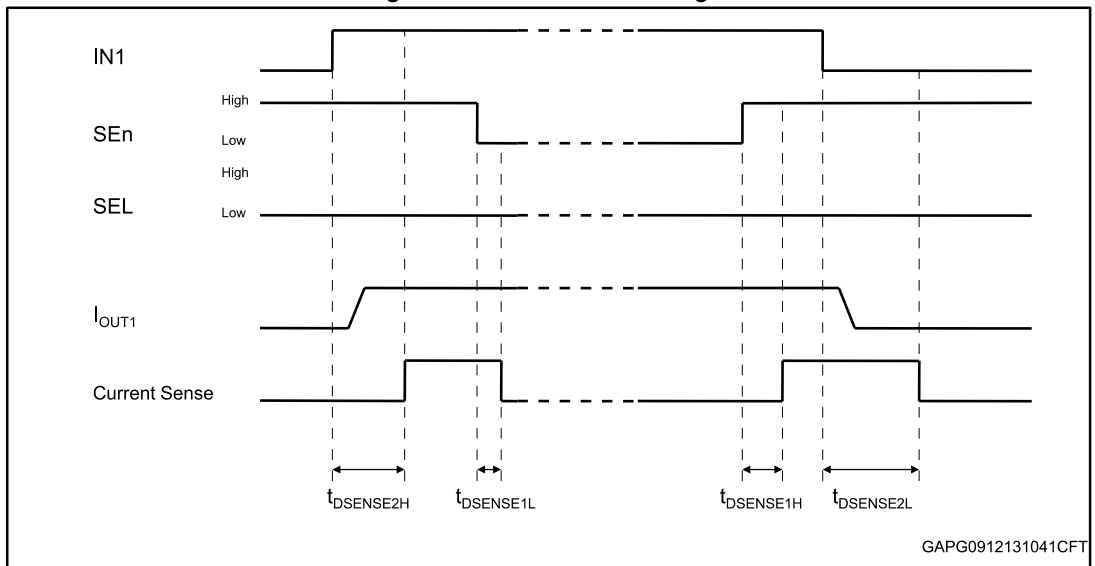 IN1
High
SEn
Low
High
SEL
Low
IOUT1
Current Sense
tDSENSE2H
tDSENSE1L
tDSENSE1H
tDSENSE2L
GAPG0912131041CFT